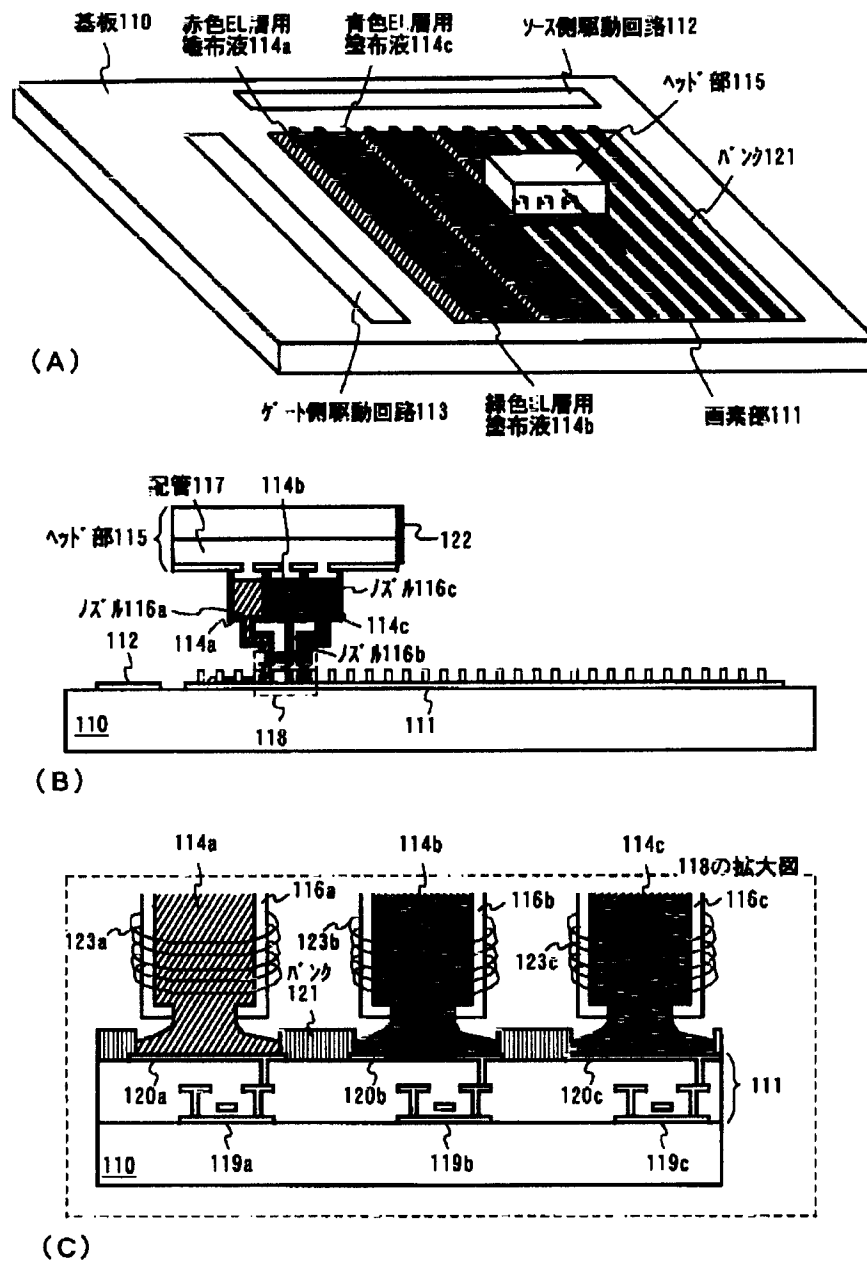 基板110
赤色EL層用
塗布液114a
青色EL層用
塗布液114c
ソース側駆動回路112
ヘッド部115
バンク121
(A)
ゲート側駆動回路113
緑色EL層用
塗布液114b
画素部111
配管117
114b
ヘッド部115
122
ノズル116c
ノズル116a
114a
114c
112
ノズル116b
110
118
111
(B)
114a
114b
114c
118の拡大図
116a
116b
116c
123a
123b
123c
バンク
121
120a
120b
120c
111
110
119a
119b
119c
(C)